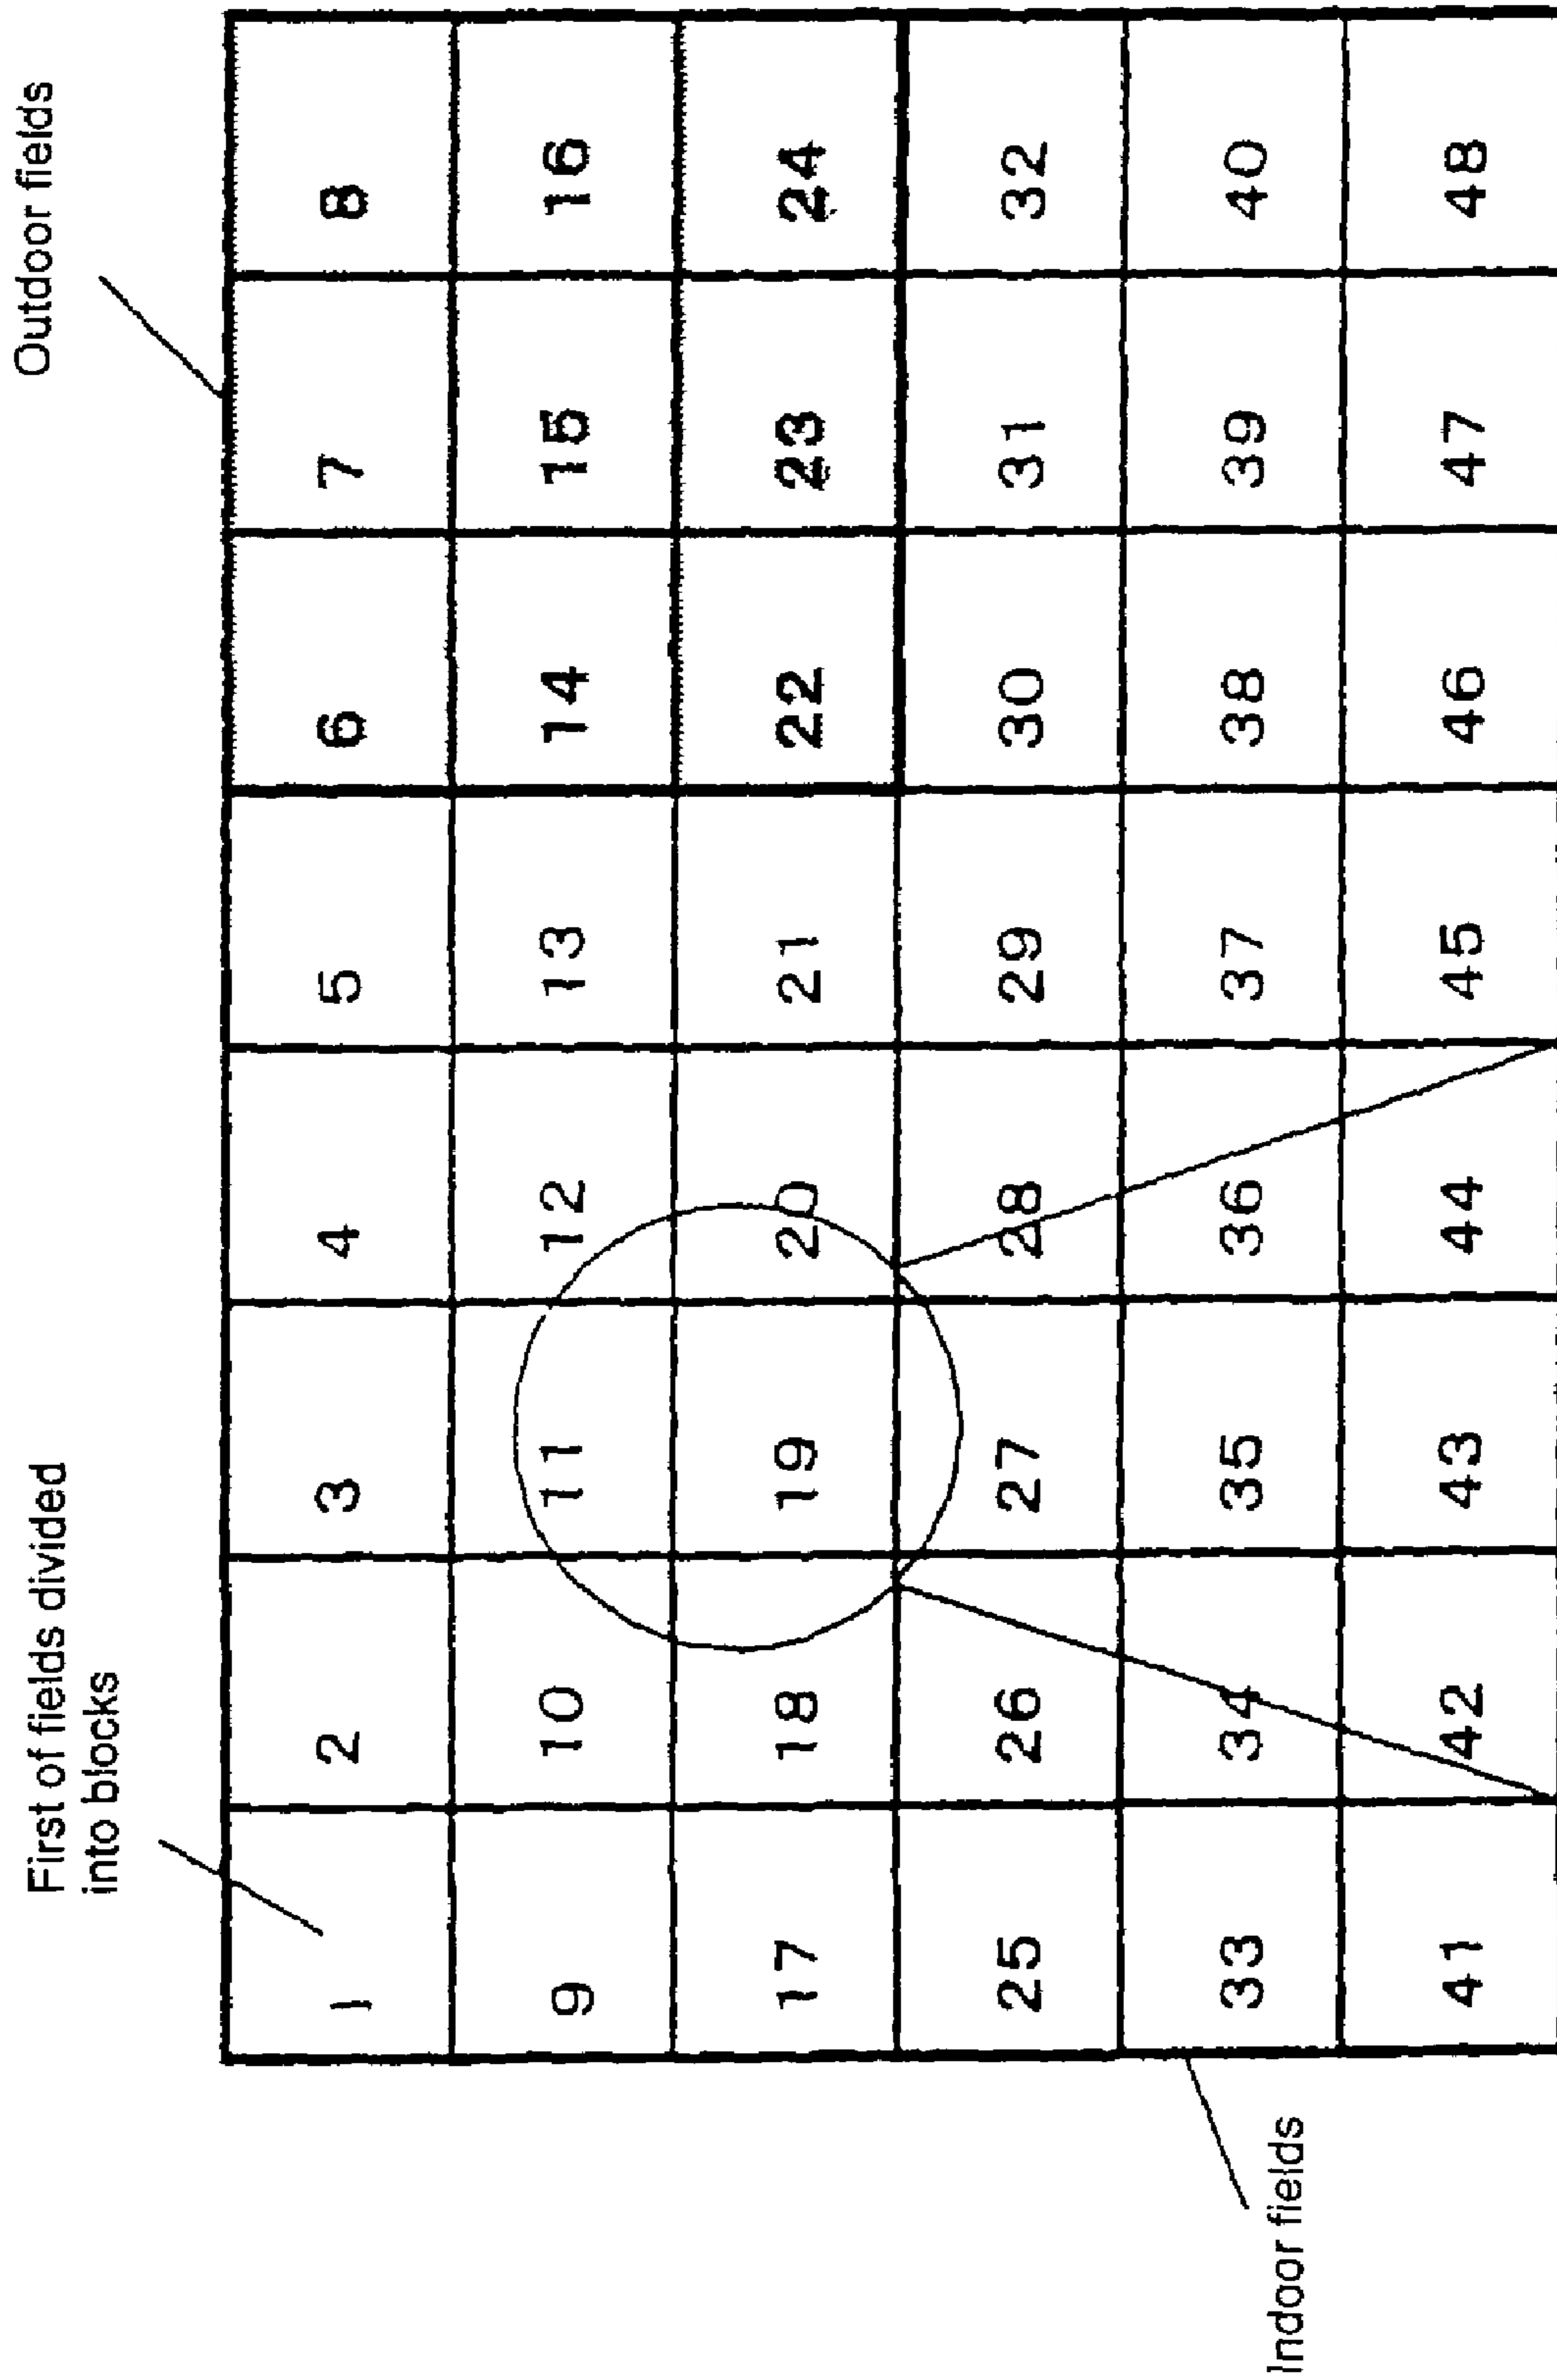 Outdoor fields
First of fields divided
into blocks
1 2 3 4 5 6 7 8
9 10 11 12 13 14 15 16
17 18 19 20 21 22 23 24
25 26 27 28 29 30 31 32
33 34 35 36 37 38 39 40
41 42 43 44 45 46 47 48
Indoor fields